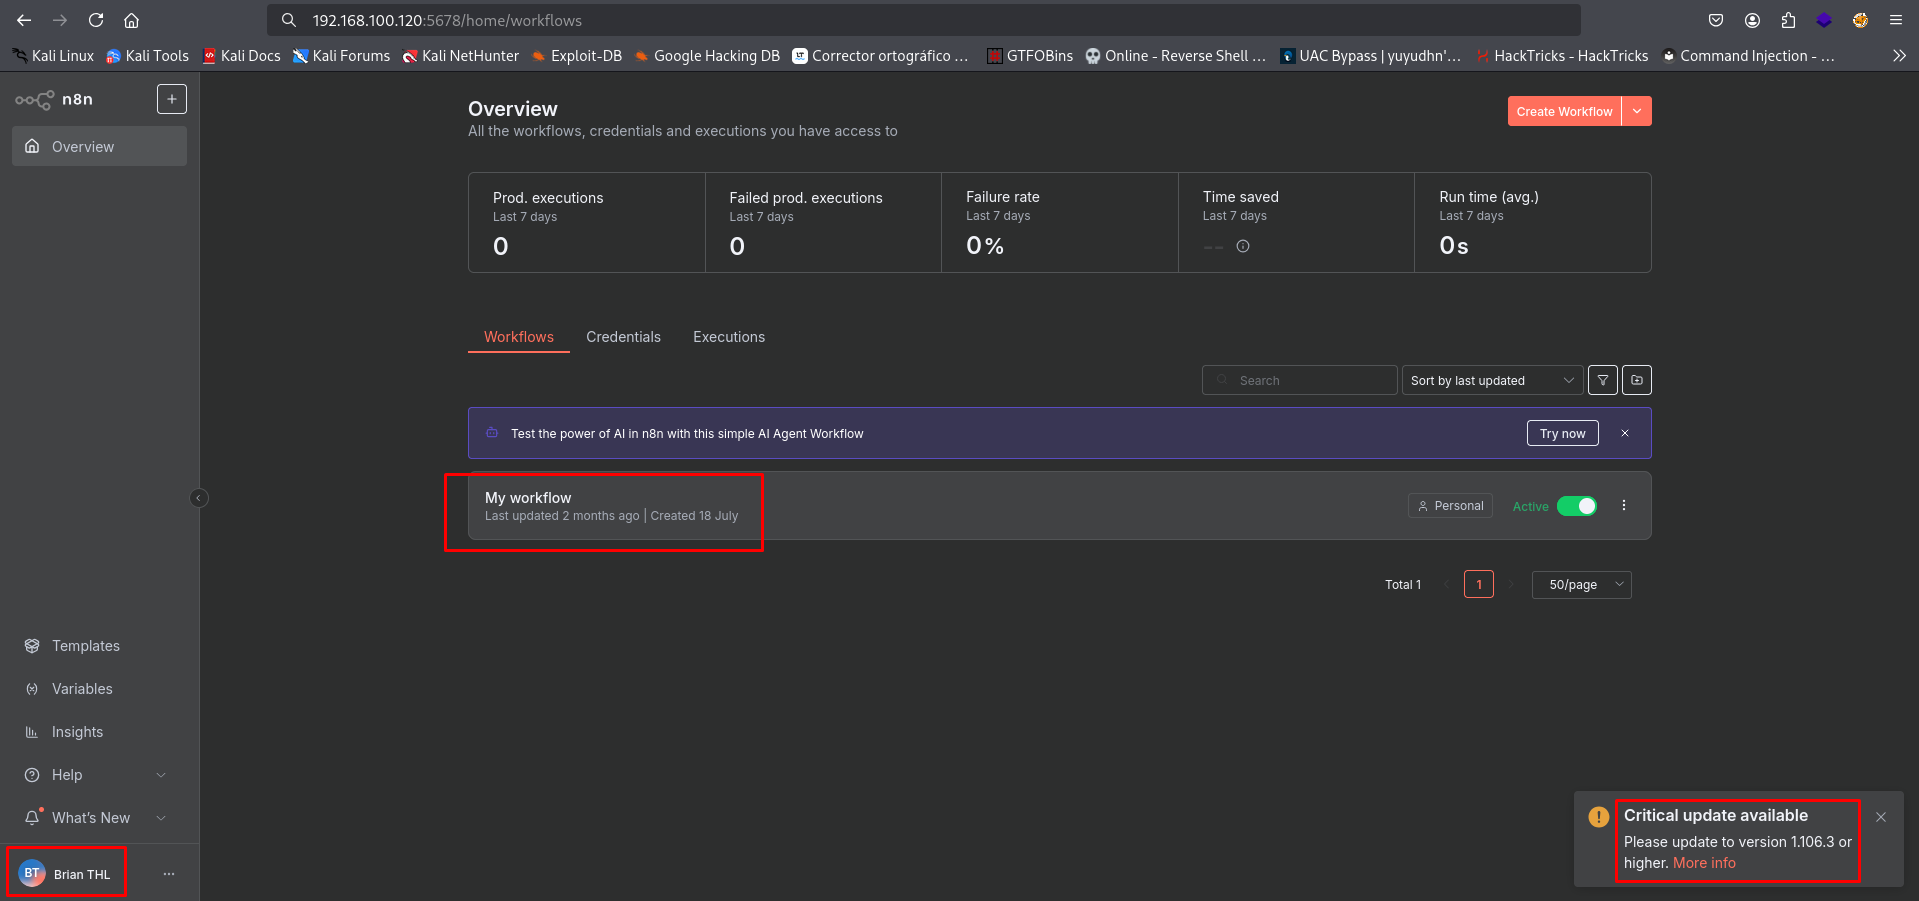 192.168.100.120:5678/home/workflows
Kali Linux Kali Tools Kali Docs Kali Forums Kali NetHunter Exploit-DB Google Hacking DB Corrector ortográfico ... GTFOBins Online - Reverse Shell ... UAC Bypass | yuyudhn'... HackTricks - HackTricks Command Injection - ...
n8n
Overview
Templates
Variables
Insights
Help
What's New
BT Brian THL
Overview
All the workflows, credentials and executions you have access to
Create Workflow
Prod. executions
Last 7 days
0
Failed prod. executions
Last 7 days
0
Failure rate
Last 7 days
0%
Time saved
Last 7 days
--
Run time (avg.)
Last 7 days
0s
Workflows Credentials Executions
Search Sort by last updated
Test the power of AI in n8n with this simple AI Agent Workflow Try now
My workflow
Last updated 2 months ago | Created 18 July
Personal Active
Total 1 1 50/page
Critical update available
Please update to version 1.106.3 or
higher. More info